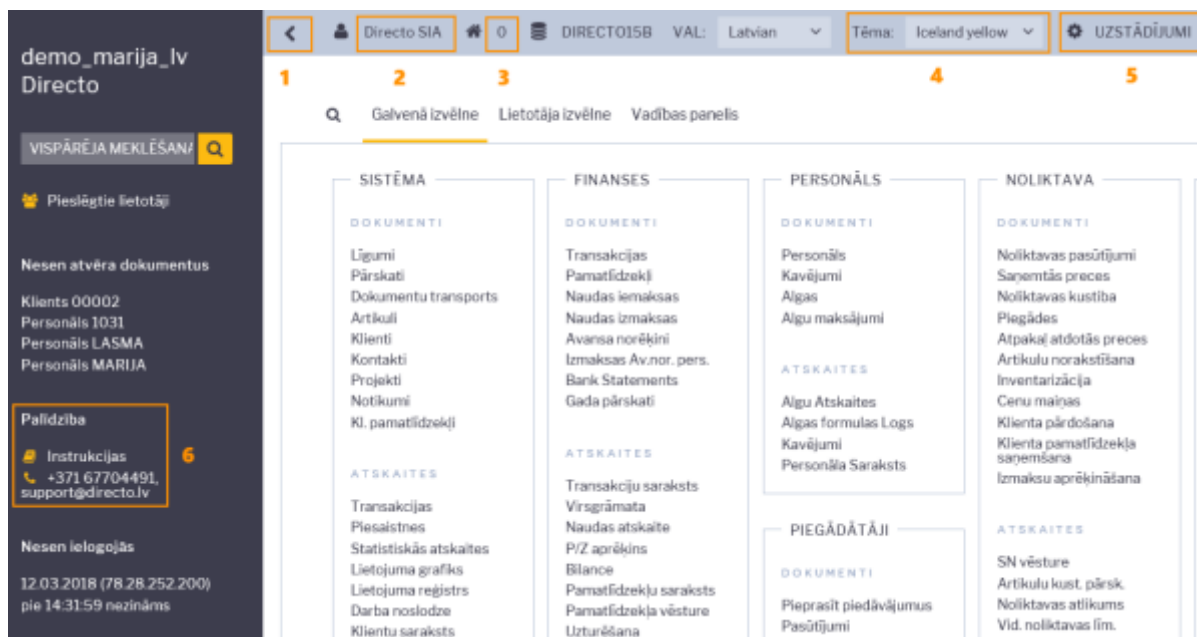 demo_marija_lv
Directo
VISPĀRĒJA MEKLĒŠANA
Pieslēgtie lietotāji
Nesen atvēra dokumentus
Klients 00002
Personāls 1031
Personāls LASMA
Personāls MARIJA
Palīdzība
Instrukcijas
+371 67704491,
support@directo.lv
6
Nesen ielogojās
12.03.2018 (78.28.252.200)
pie 14:31:59 nezināms
Directo SIA 0 DIRECTO15B VAL: Latvian Tēma: Iceland yellow UZSTĀDĪJUMI
1 2 3 4 5
Galvenā izvēlne Lietotāja izvēlne Vadības panelis
SISTĒMA
DOKUMENTI
Līgumi
Pārskati
Dokumentu transports
Artikuli
Klienti
Kontakti
Projekti
Notikumi
Kl. pamatlīdzekļi
ATSKAITES
Transakcijas
Piesaistnes
Statistiskās atskaites
Lietojuma grafiks
Lietojuma reģistrs
Darba noslodze
Klientu saraksts
FINANSES
Transakcijas
Pamatlīdzekļi
Naudas iemaksas
Naudas izmaksas
Avansa norēķini
Izmaksas Av.nor. pers.
Bank Statements
Gada pārskati
ATSKAITES
Transakciju saraksts
Virsgrāmata
Naudas atskaite
P/Z aprēķins
Bilance
Pamatlīdzekļu saraksts
Pamatlīdzekļa vēsture
Uzturēšana
PERSONĀLS
DOKUMENTI
Personāls
Kavējumi
Algas
Algu maksājumi
ATSKAITES
Algu Atskaites
Algas formulas Logs
Kavējumi
Personāla Saraksts
PIEGĀDĀTĀJI
DOKUMENTI
Pieprasīt piedāvājumus
Pasūtījumi
NOLIKTAVA
DOKUMENTI
Noliktavas pasūtījumi
Saņemtās preces
Noliktavas kustība
Piegādes
Atpakaļ atdotās preces
Artikulu norakstīšana
Inventarizācija
Cenu maiņas
Klienta pārdošana
Klienta pamatlīdzekļa
saņemšana
Izmaksu aprēķināšana
ATSKAITES
SN vēsture
Artikulu kust. pārsk.
Noliktavas atlikums
Vid. noliktavas līm.